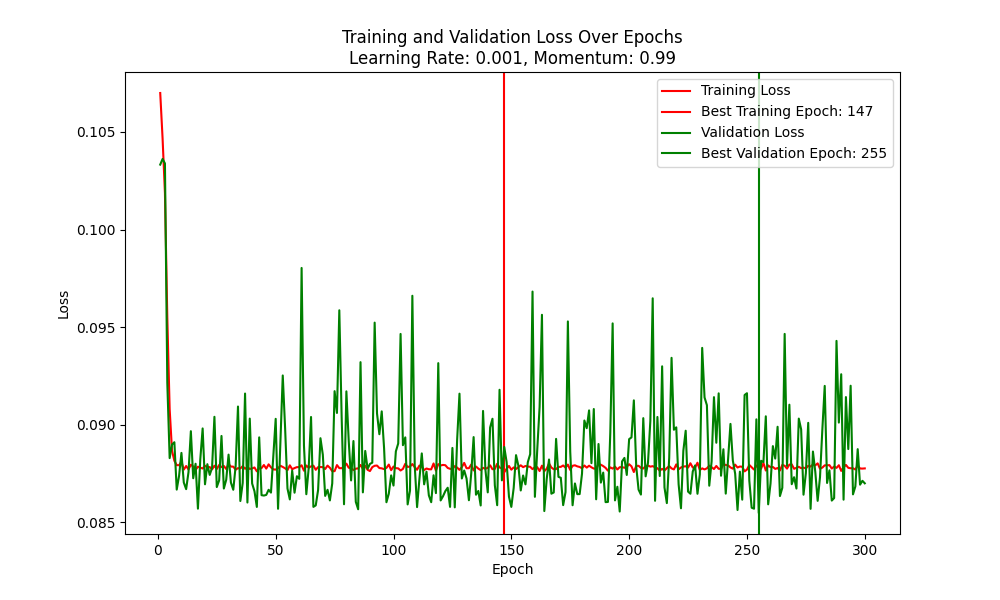 Training and Validation Loss Over Epochs
Learning Rate: 0.001, Momentum: 0.99
Training Loss
Best Training Epoch: 147
Validation Loss
Best Validation Epoch: 255
Loss
0.105
0.100
0.095
0.090
0.085
0
50
100
150
200
250
300
Epoch